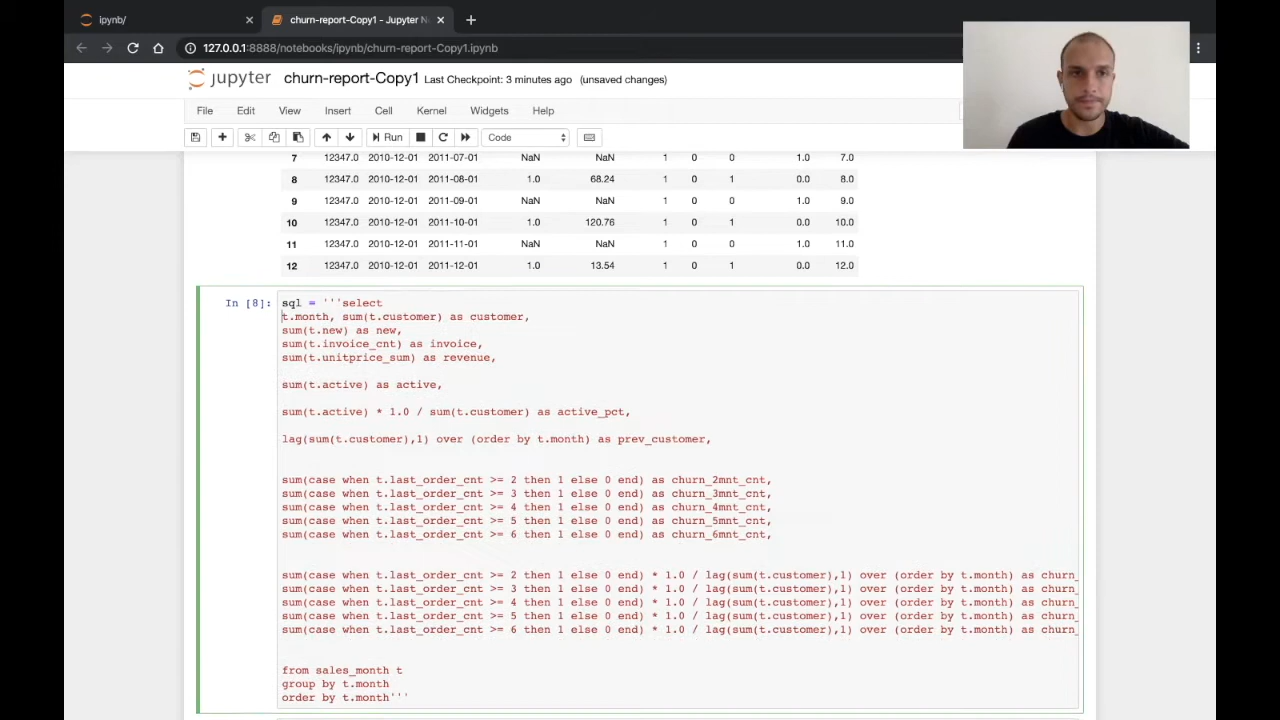 ipynb/
churn-report-Copy1 - Jupyter N
127.0.0.1:8888/notebooks/ipynb/churn-report-Copy1.ipynb
jupyter churn-report-Copy1 Last Checkpoint: 3 minutes ago (unsaved changes)
File Edit View Insert Cell Kernel Widgets Help
Run Code
7 12347.0 2010-12-01 2011-07-01 NaN NaN 1 0 0 1.0 7.0
8 12347.0 2010-12-01 2011-08-01 1.0 68.24 1 0 1 0.0 8.0
9 12347.0 2010-12-01 2011-09-01 NaN NaN 1 0 0 1.0 9.0
10 12347.0 2010-12-01 2011-10-01 1.0 120.76 1 0 1 0.0 10.0
11 12347.0 2010-12-01 2011-11-01 NaN NaN 1 0 0 1.0 11.0
12 12347.0 2010-12-01 2011-12-01 1.0 13.54 1 0 1 0.0 12.0
In [8]: sql = '''select
t.month, sum(t.customer) as customer,
sum(t.new) as new,
sum(t.invoice_cnt) as invoice,
sum(t.unitprice_sum) as revenue,
sum(t.active) as active,
sum(t.active) * 1.0 / sum(t.customer) as active_pct,
lag(sum(t.customer),1) over (order by t.month) as prev_customer,
sum(case when t.last_order_cnt >= 2 then 1 else 0 end) as churn_2mnt_cnt,
sum(case when t.last_order_cnt >= 3 then 1 else 0 end) as churn_3mnt_cnt,
sum(case when t.last_order_cnt >= 4 then 1 else 0 end) as churn_4mnt_cnt,
sum(case when t.last_order_cnt >= 5 then 1 else 0 end) as churn_5mnt_cnt,
sum(case when t.last_order_cnt >= 6 then 1 else 0 end) as churn_6mnt_cnt,
sum(case when t.last_order_cnt >= 2 then 1 else 0 end) * 1.0 / lag(sum(t.customer),1) over (order by t.month) as churn_
sum(case when t.last_order_cnt >= 3 then 1 else 0 end) * 1.0 / lag(sum(t.customer),1) over (order by t.month) as churn_
sum(case when t.last_order_cnt >= 4 then 1 else 0 end) * 1.0 / lag(sum(t.customer),1) over (order by t.month) as churn_
sum(case when t.last_order_cnt >= 5 then 1 else 0 end) * 1.0 / lag(sum(t.customer),1) over (order by t.month) as churn_
sum(case when t.last_order_cnt >= 6 then 1 else 0 end) * 1.0 / lag(sum(t.customer),1) over (order by t.month) as churn_
from sales_month t
group by t.month
order by t.month'''